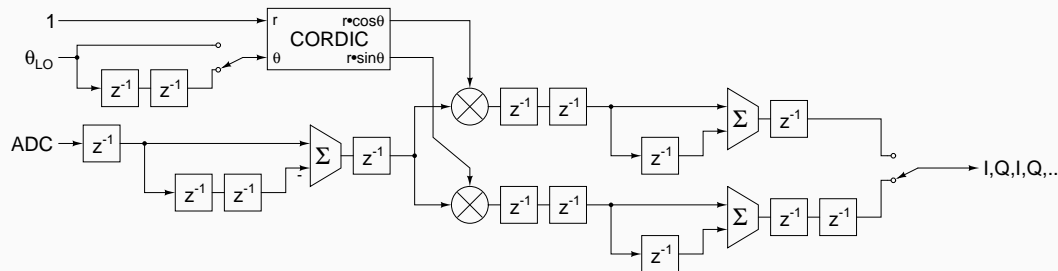 1
r
r•cosθ
CORDIC
θ
r•sinθ
θLO
z-1
z-1
z-1
z-1
z-1
z-1
Σ
z-1
ADC
z-1
Σ
z-1
z-1
-
z-1
z-1
I,Q,I,Q,..
z-1
z-1
Σ
z-1
z-1
z-1